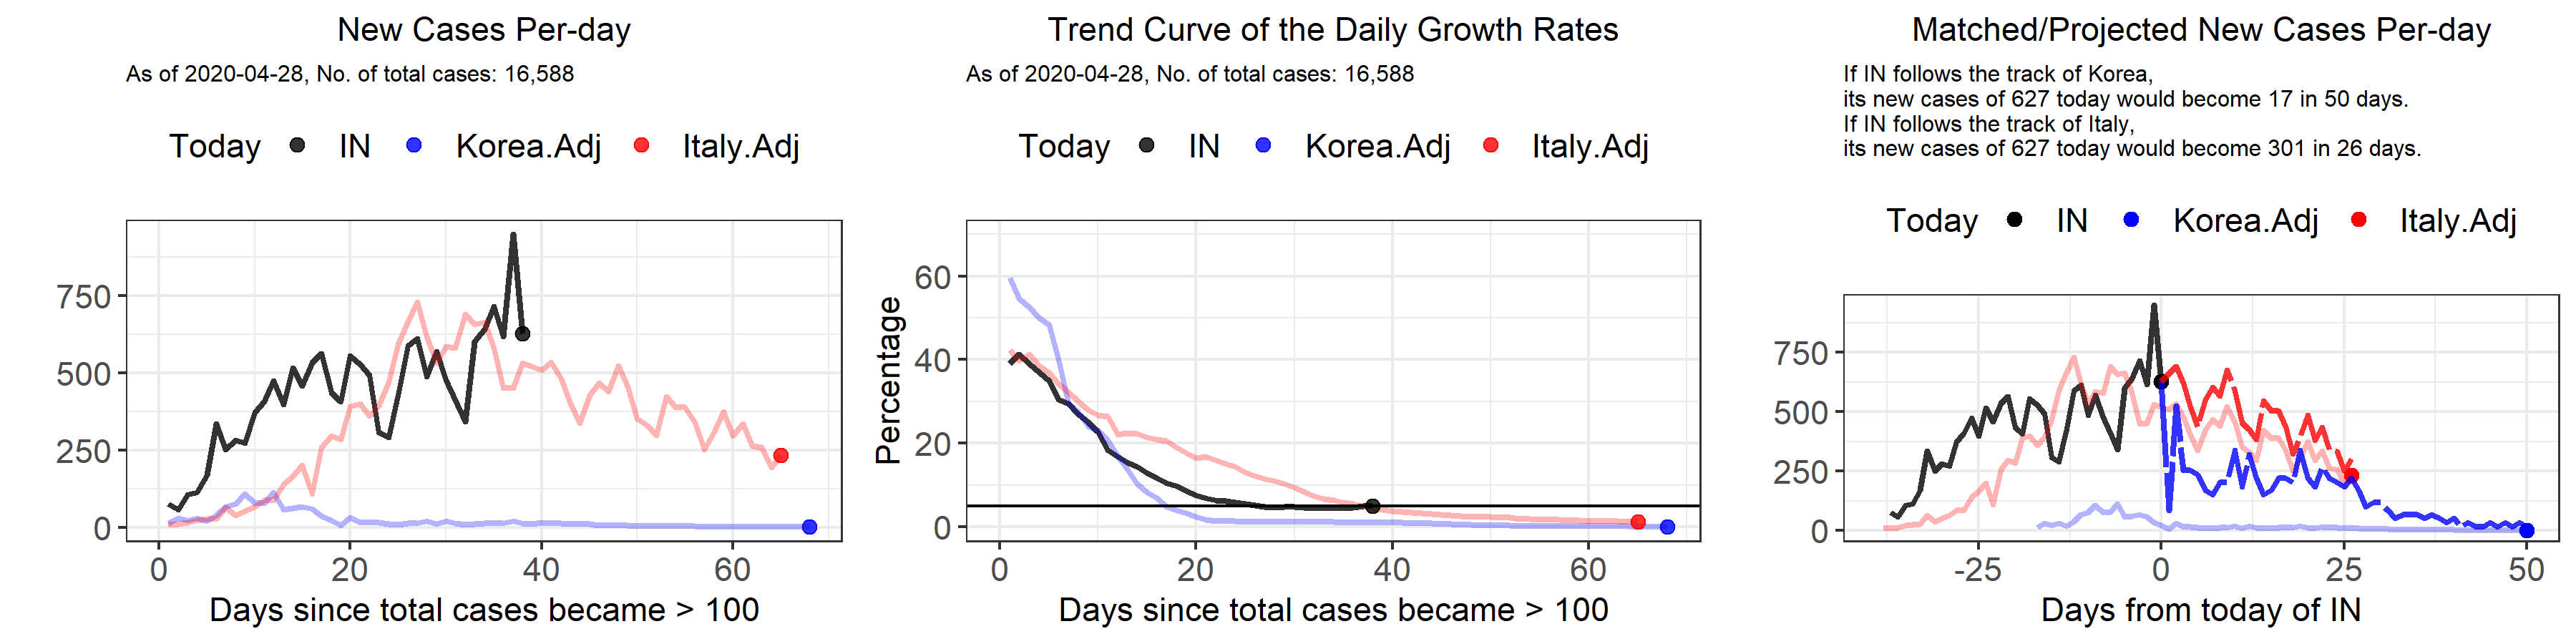 New Cases Per-day
As of 2020-04-28, No. of total cases: 16,588
Today IN Korea.Adj Italy.Adj
750
500
250
0
0 20 40 60
Days since total cases became > 100
Trend Curve of the Daily Growth Rates
As of 2020-04-28, No. of total cases: 16,588
Today IN Korea.Adj Italy.Adj
Percentage
60
40
20
0
0 20 40 60
Days since total cases became > 100
Matched/Projected New Cases Per-day
If IN follows the track of Korea,
its new cases of 627 today would become 17 in 50 days.
If IN follows the track of Italy,
its new cases of 627 today would become 301 in 26 days.
Today IN Korea.Adj Italy.Adj
750
500
250
0
-25 0 25 50
Days from today of IN